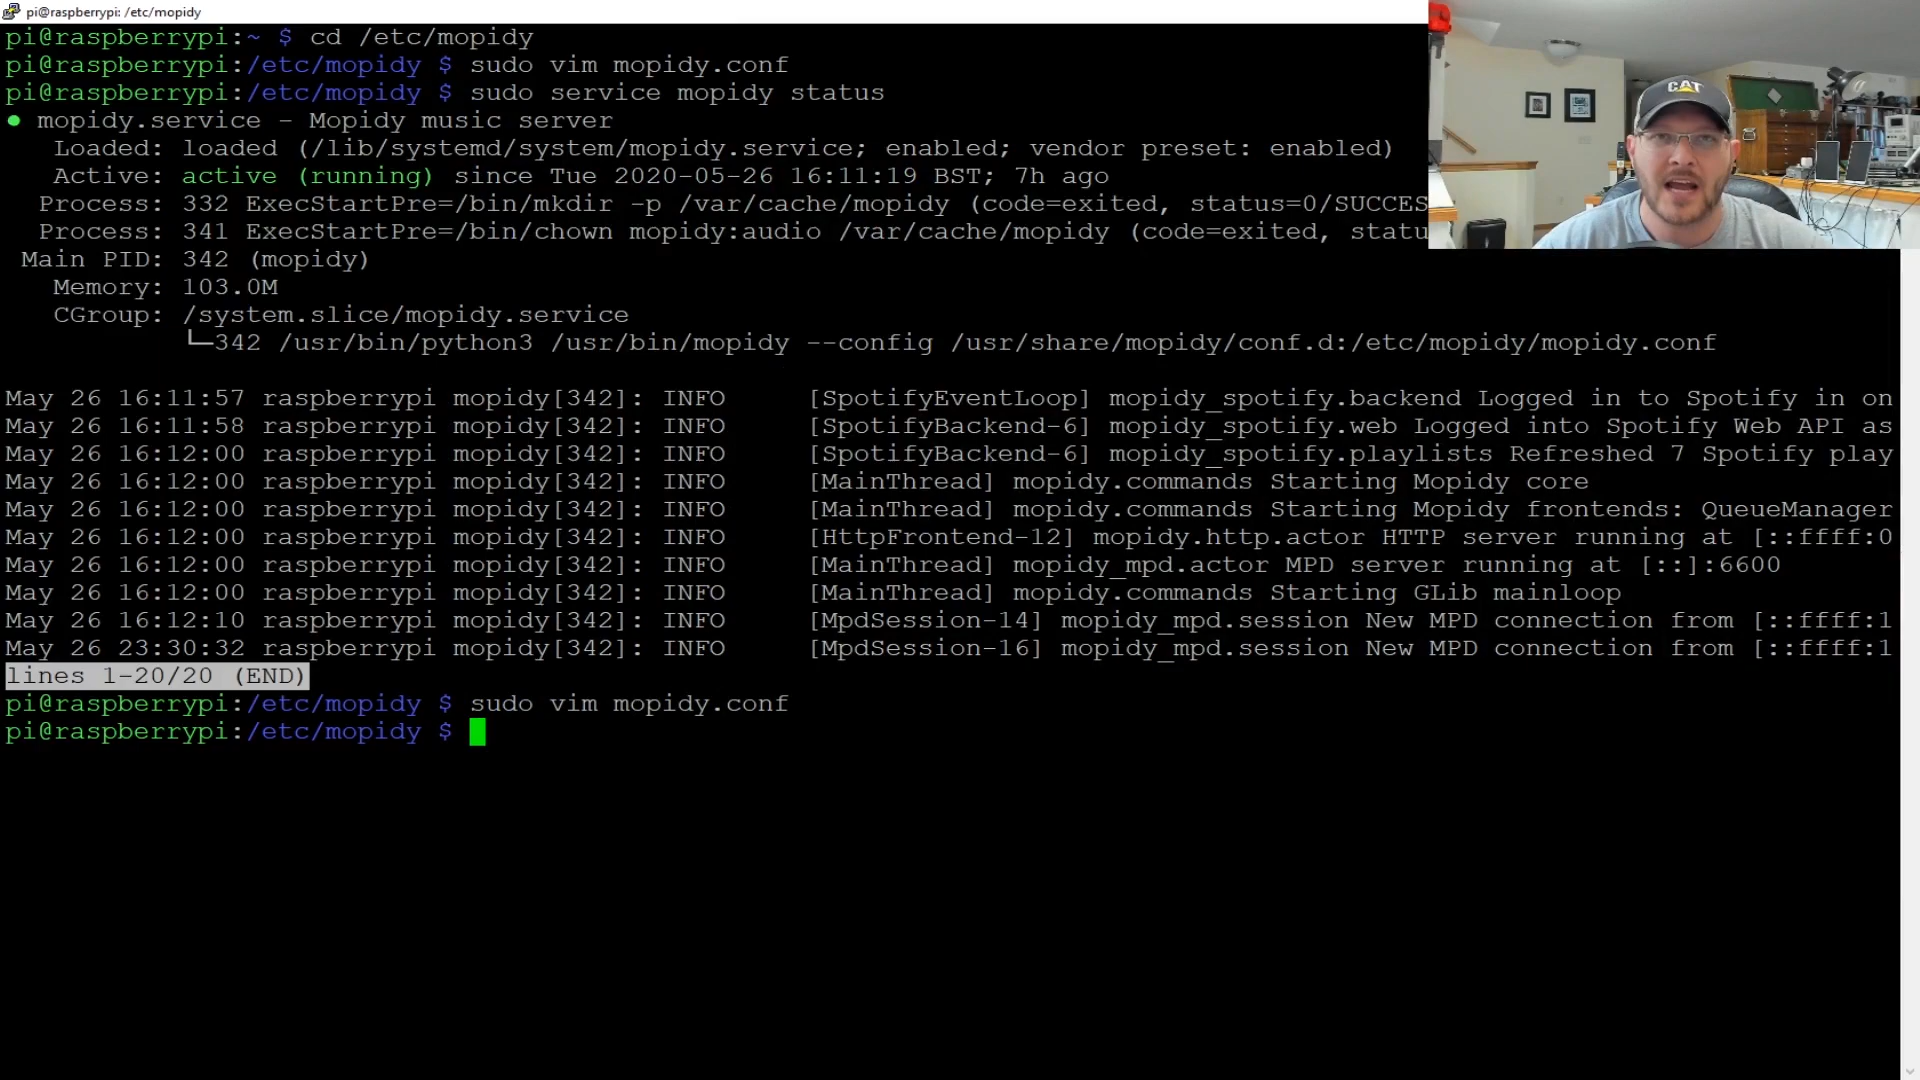 pi@raspberrypi: /etc/mopidy
pi@raspberrypi:~ $ cd /etc/mopidy
pi@raspberrypi:/etc/mopidy $ sudo vim mopidy.conf
pi@raspberrypi:/etc/mopidy $ sudo service mopidy status
● mopidy.service - Mopidy music server
Loaded: loaded (/lib/systemd/system/mopidy.service; enabled; vendor preset: enabled)
Active: active (running) since Tue 2020-05-26 16:11:19 BST; 7h ago
Process: 332 ExecStartPre=/bin/mkdir -p /var/cache/mopidy (code=exited, status=0/SUCCES
Process: 341 ExecStartPre=/bin/chown mopidy:audio /var/cache/mopidy (code=exited, statu
Main PID: 342 (mopidy)
Memory: 103.0M
CGroup: /system.slice/mopidy.service
└─342 /usr/bin/python3 /usr/bin/mopidy --config /usr/share/mopidy/conf.d:/etc/mopidy/mopidy.conf
May 26 16:11:57 raspberrypi mopidy[342]: INFO [SpotifyEventLoop] mopidy_spotify.backend Logged in to Spotify in on
May 26 16:11:58 raspberrypi mopidy[342]: INFO [SpotifyBackend-6] mopidy_spotify.web Logged into Spotify Web API as
May 26 16:12:00 raspberrypi mopidy[342]: INFO [SpotifyBackend-6] mopidy_spotify.playlists Refreshed 7 Spotify play
May 26 16:12:00 raspberrypi mopidy[342]: INFO [MainThread] mopidy.commands Starting Mopidy core
May 26 16:12:00 raspberrypi mopidy[342]: INFO [MainThread] mopidy.commands Starting Mopidy frontends: QueueManager
May 26 16:12:00 raspberrypi mopidy[342]: INFO [HttpFrontend-12] mopidy.http.actor HTTP server running at [::ffff:0
May 26 16:12:00 raspberrypi mopidy[342]: INFO [MainThread] mopidy_mpd.actor MPD server running at [::]:6600
May 26 16:12:00 raspberrypi mopidy[342]: INFO [MainThread] mopidy.commands Starting GLib mainloop
May 26 16:12:10 raspberrypi mopidy[342]: INFO [MpdSession-14] mopidy_mpd.session New MPD connection from [::ffff:1
May 26 23:30:32 raspberrypi mopidy[342]: INFO [MpdSession-16] mopidy_mpd.session New MPD connection from [::ffff:1
lines 1-20/20 (END)
pi@raspberrypi:/etc/mopidy $ sudo vim mopidy.conf
pi@raspberrypi:/etc/mopidy $
CAT